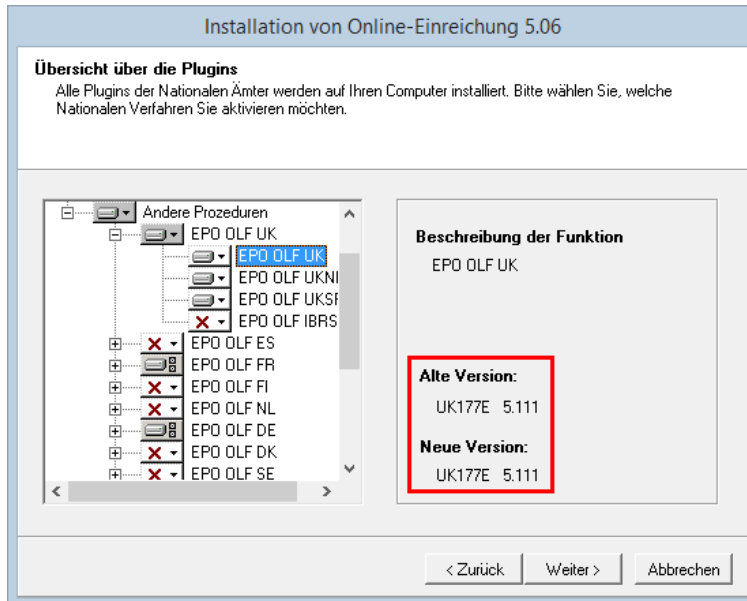 Installation von Online-Einreichung 5.06
Übersicht über die Plugins
Alle Plugins der Nationalen Ämter werden auf Ihren Computer installiert. Bitte wählen Sie, welche
Nationalen Verfahren Sie aktivieren möchten.
Andere Prozeduren
EPO OLF UK
EPO OLF UK
EPO OLF UKNI
EPO OLF UKSF
EPO OLF IBRS
EPO OLF ES
EPO OLF FR
EPO OLF FI
EPO OLF NL
EPO OLF DE
EPO OLF DK
EPO OLF SE
Beschreibung der Funktion
EPO OLF UK
Alte Version:
UK177E 5.111
Neue Version:
UK177E 5.111
< Zurück
Weiter >
Abbrechen